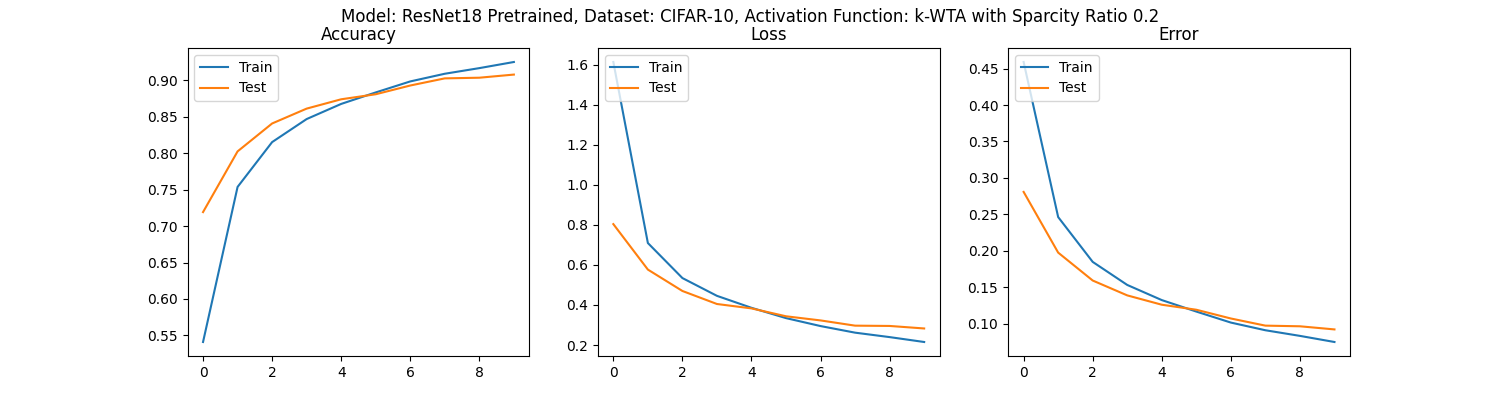 Model: ResNet18 Pretrained, Dataset: CIFAR-10, Activation Function: k-WTA with Sparcity Ratio 0.2
Accuracy
Train
Test
0.90
0.85
0.80
0.75
0.70
0.65
0.60
0.55
0 2 4 6 8
Loss
Train
Test
1.6
1.4
1.2
1.0
0.8
0.6
0.4
0.2
0 2 4 6 8
Error
Train
Test
0.45
0.40
0.35
0.30
0.25
0.20
0.15
0.10
0 2 4 6 8